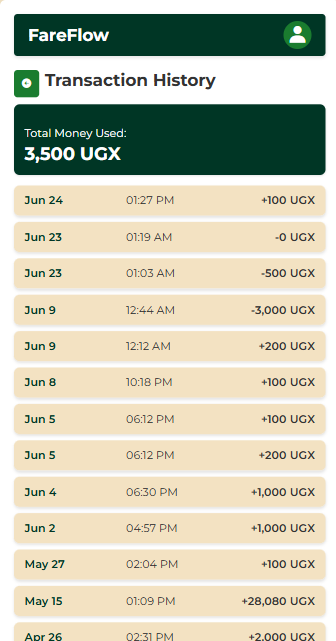 FareFlow
Transaction History
Total Money Used:
3,500 UGX
Jun 24 01:27 PM +100 UGX
Jun 23 01:19 AM -0 UGX
Jun 23 01:03 AM -500 UGX
Jun 9 12:44 AM -3,000 UGX
Jun 9 12:12 AM +200 UGX
Jun 8 10:18 PM +100 UGX
Jun 5 06:12 PM +100 UGX
Jun 5 06:12 PM +200 UGX
Jun 4 06:30 PM +1,000 UGX
Jun 2 04:57 PM +1,000 UGX
May 27 02:04 PM +100 UGX
May 15 01:09 PM +28,080 UGX
Apr 26 02:31 PM +2,000 UGX